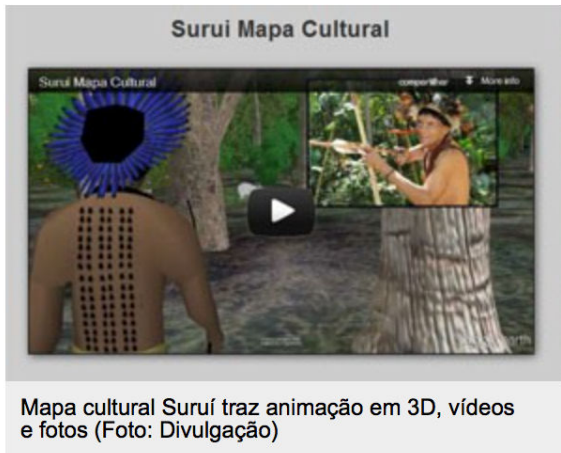 Surui Mapa Cultural
Surui Mapa Cultural
compartilhar More info
earth
Mapa cultural Suruí traz animação em 3D, vídeos
e fotos (Foto: Divulgação)